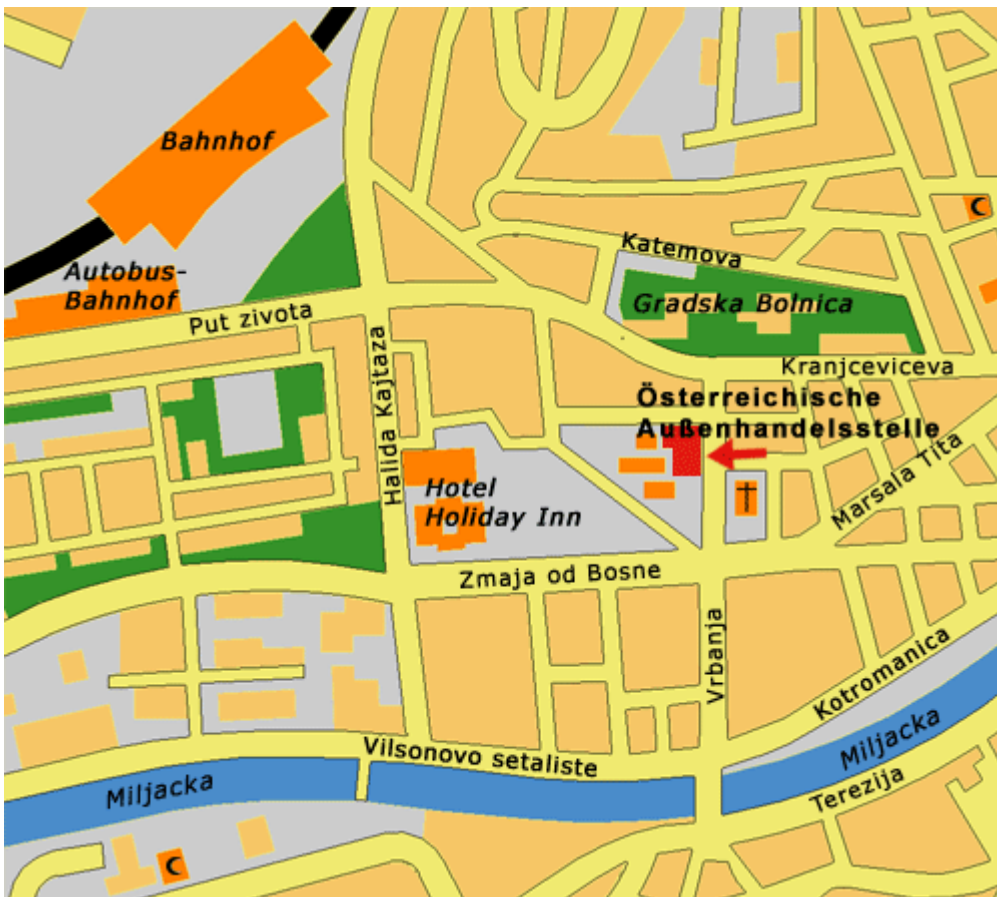 Bahnhof
Katemova
Autobus-
Bahnhof
Gradska Bolnica
Put zivota
Halida Kajtaza
Kranjceviceva
Österreichische
Außenhandelsstelle
Marsala Tita
Hotel
Holiday Inn
Zmaja od Bosne
Vrbanja
Kotromanica
Vilsonovo setaliste
Miljacka
Miljacka
Terezija